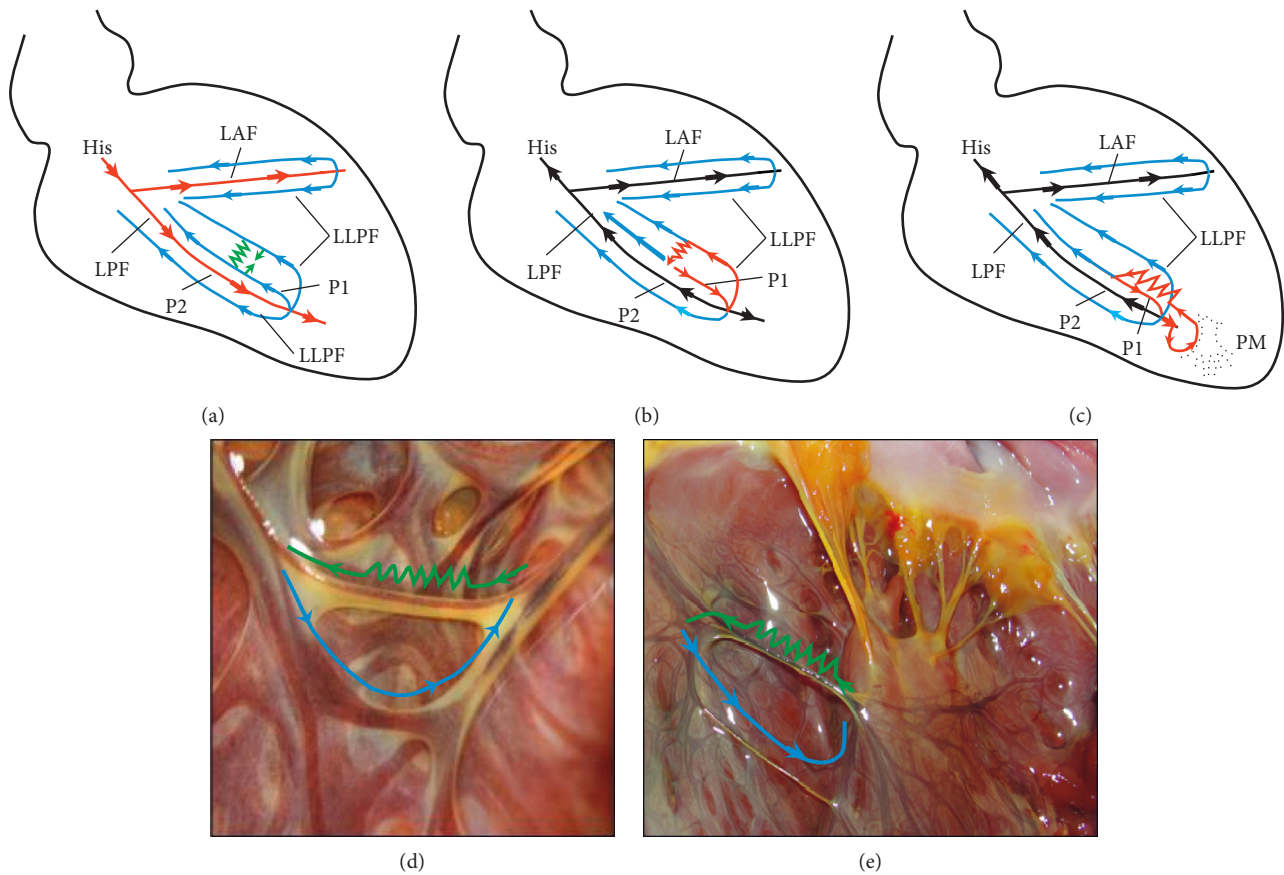 His
LAF
LLPF
LPF
P2
P1
LLPF
(a)
His
LAF
LLPF
LPF
P2
P1
(b)
His
LAF
LLPF
LPF
P2
P1
PM
(c)
(d)
(e)